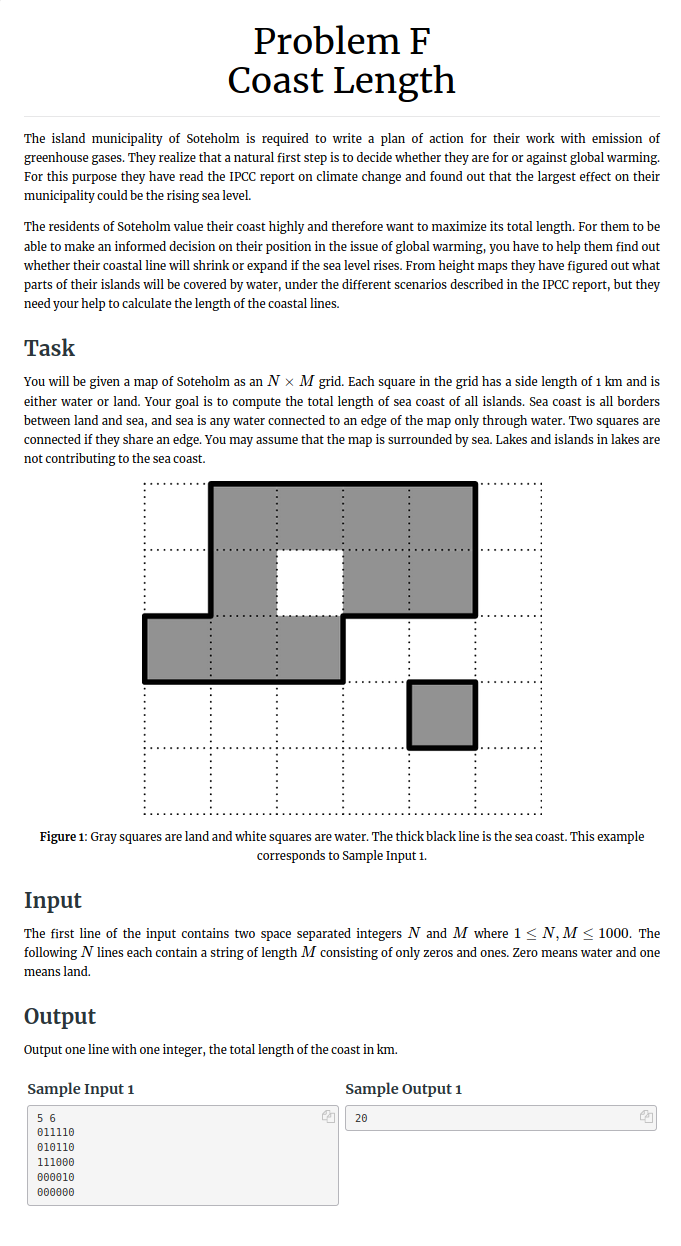 Problem F
Coast Length
The island municipality of Soteholm is required to write a plan of action for their work with emission of
greenhouse gases. They realize that a natural first step is to decide whether they are for or against global warming.
For this purpose they have read the IPCC report on climate change and found out that the largest effect on their
municipality could be the rising sea level.
The residents of Soteholm value their coast highly and therefore want to maximize its total length. For them to be
able to make an informed decision on their position in the issue of global warming, you have to help them find out
whether their coastal line will shrink or expand if the sea level rises. From height maps they have figured out what
parts of their islands will be covered by water, under the different scenarios described in the IPCC report, but they
need your help to calculate the length of the coastal lines.
Task
You will be given a map of Soteholm as an N × M grid. Each square in the grid has a side length of 1 km and is
either water or land. Your goal is to compute the total length of sea coast of all islands. Sea coast is all borders
between land and sea, and sea is any water connected to an edge of the map only through water. Two squares are
connected if they share an edge. You may assume that the map is surrounded by sea. Lakes and islands in lakes are
not contributing to the sea coast.
Figure 1: Gray squares are land and white squares are water. The thick black line is the sea coast. This example
corresponds to Sample Input 1.
Input
The first line of the input contains two space separated integers N and M where 1 ≤ N, M ≤ 1000. The
following N lines each contain a string of length M consisting of only zeros and ones. Zero means water and one
means land.
Output
Output one line with one integer, the total length of the coast in km.
Sample Input 1
5 6
011110
010110
111000
000010
000000
Sample Output 1
20